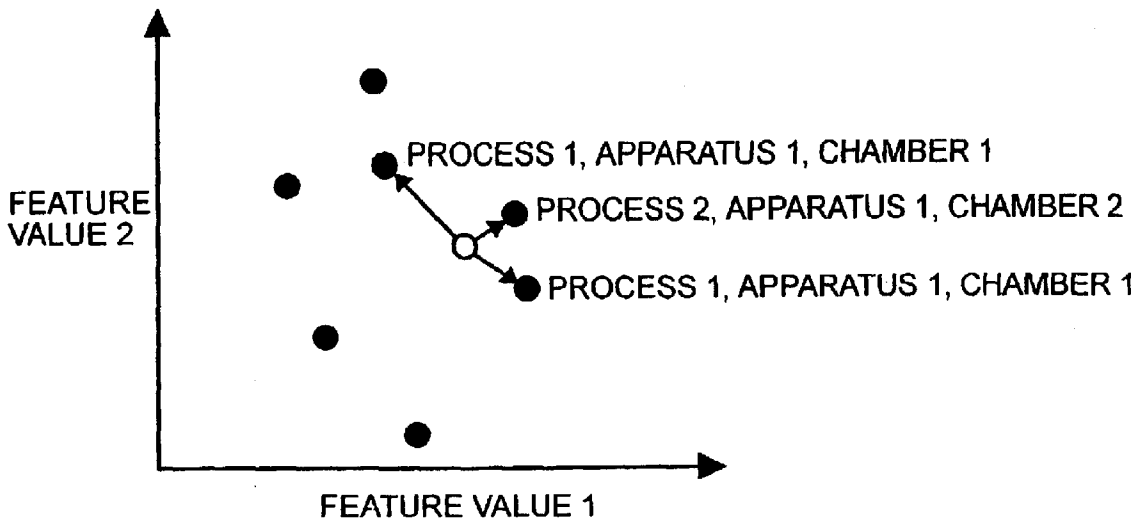 PROCESS 1, APPARATUS 1, CHAMBER 1
FEATURE
VALUE 2
PROCESS 2, APPARATUS 1, CHAMBER 2
PROCESS 1, APPARATUS 1, CHAMBER 1
FEATURE VALUE 1